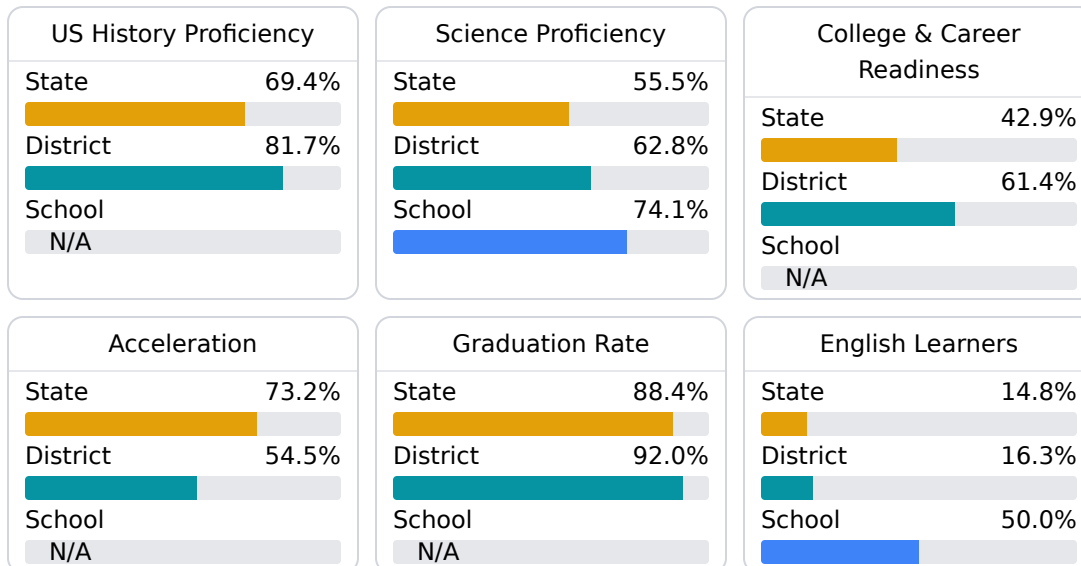 US History Proficiency
State 69.4%
District 81.7%
School
N/A
Science Proficiency
State 55.5%
District 62.8%
School 74.1%
College & Career
Readiness
State 42.9%
District 61.4%
School
N/A
Acceleration
State 73.2%
District 54.5%
School
N/A
Graduation Rate
State 88.4%
District 92.0%
School
N/A
English Learners
State 14.8%
District 16.3%
School 50.0%